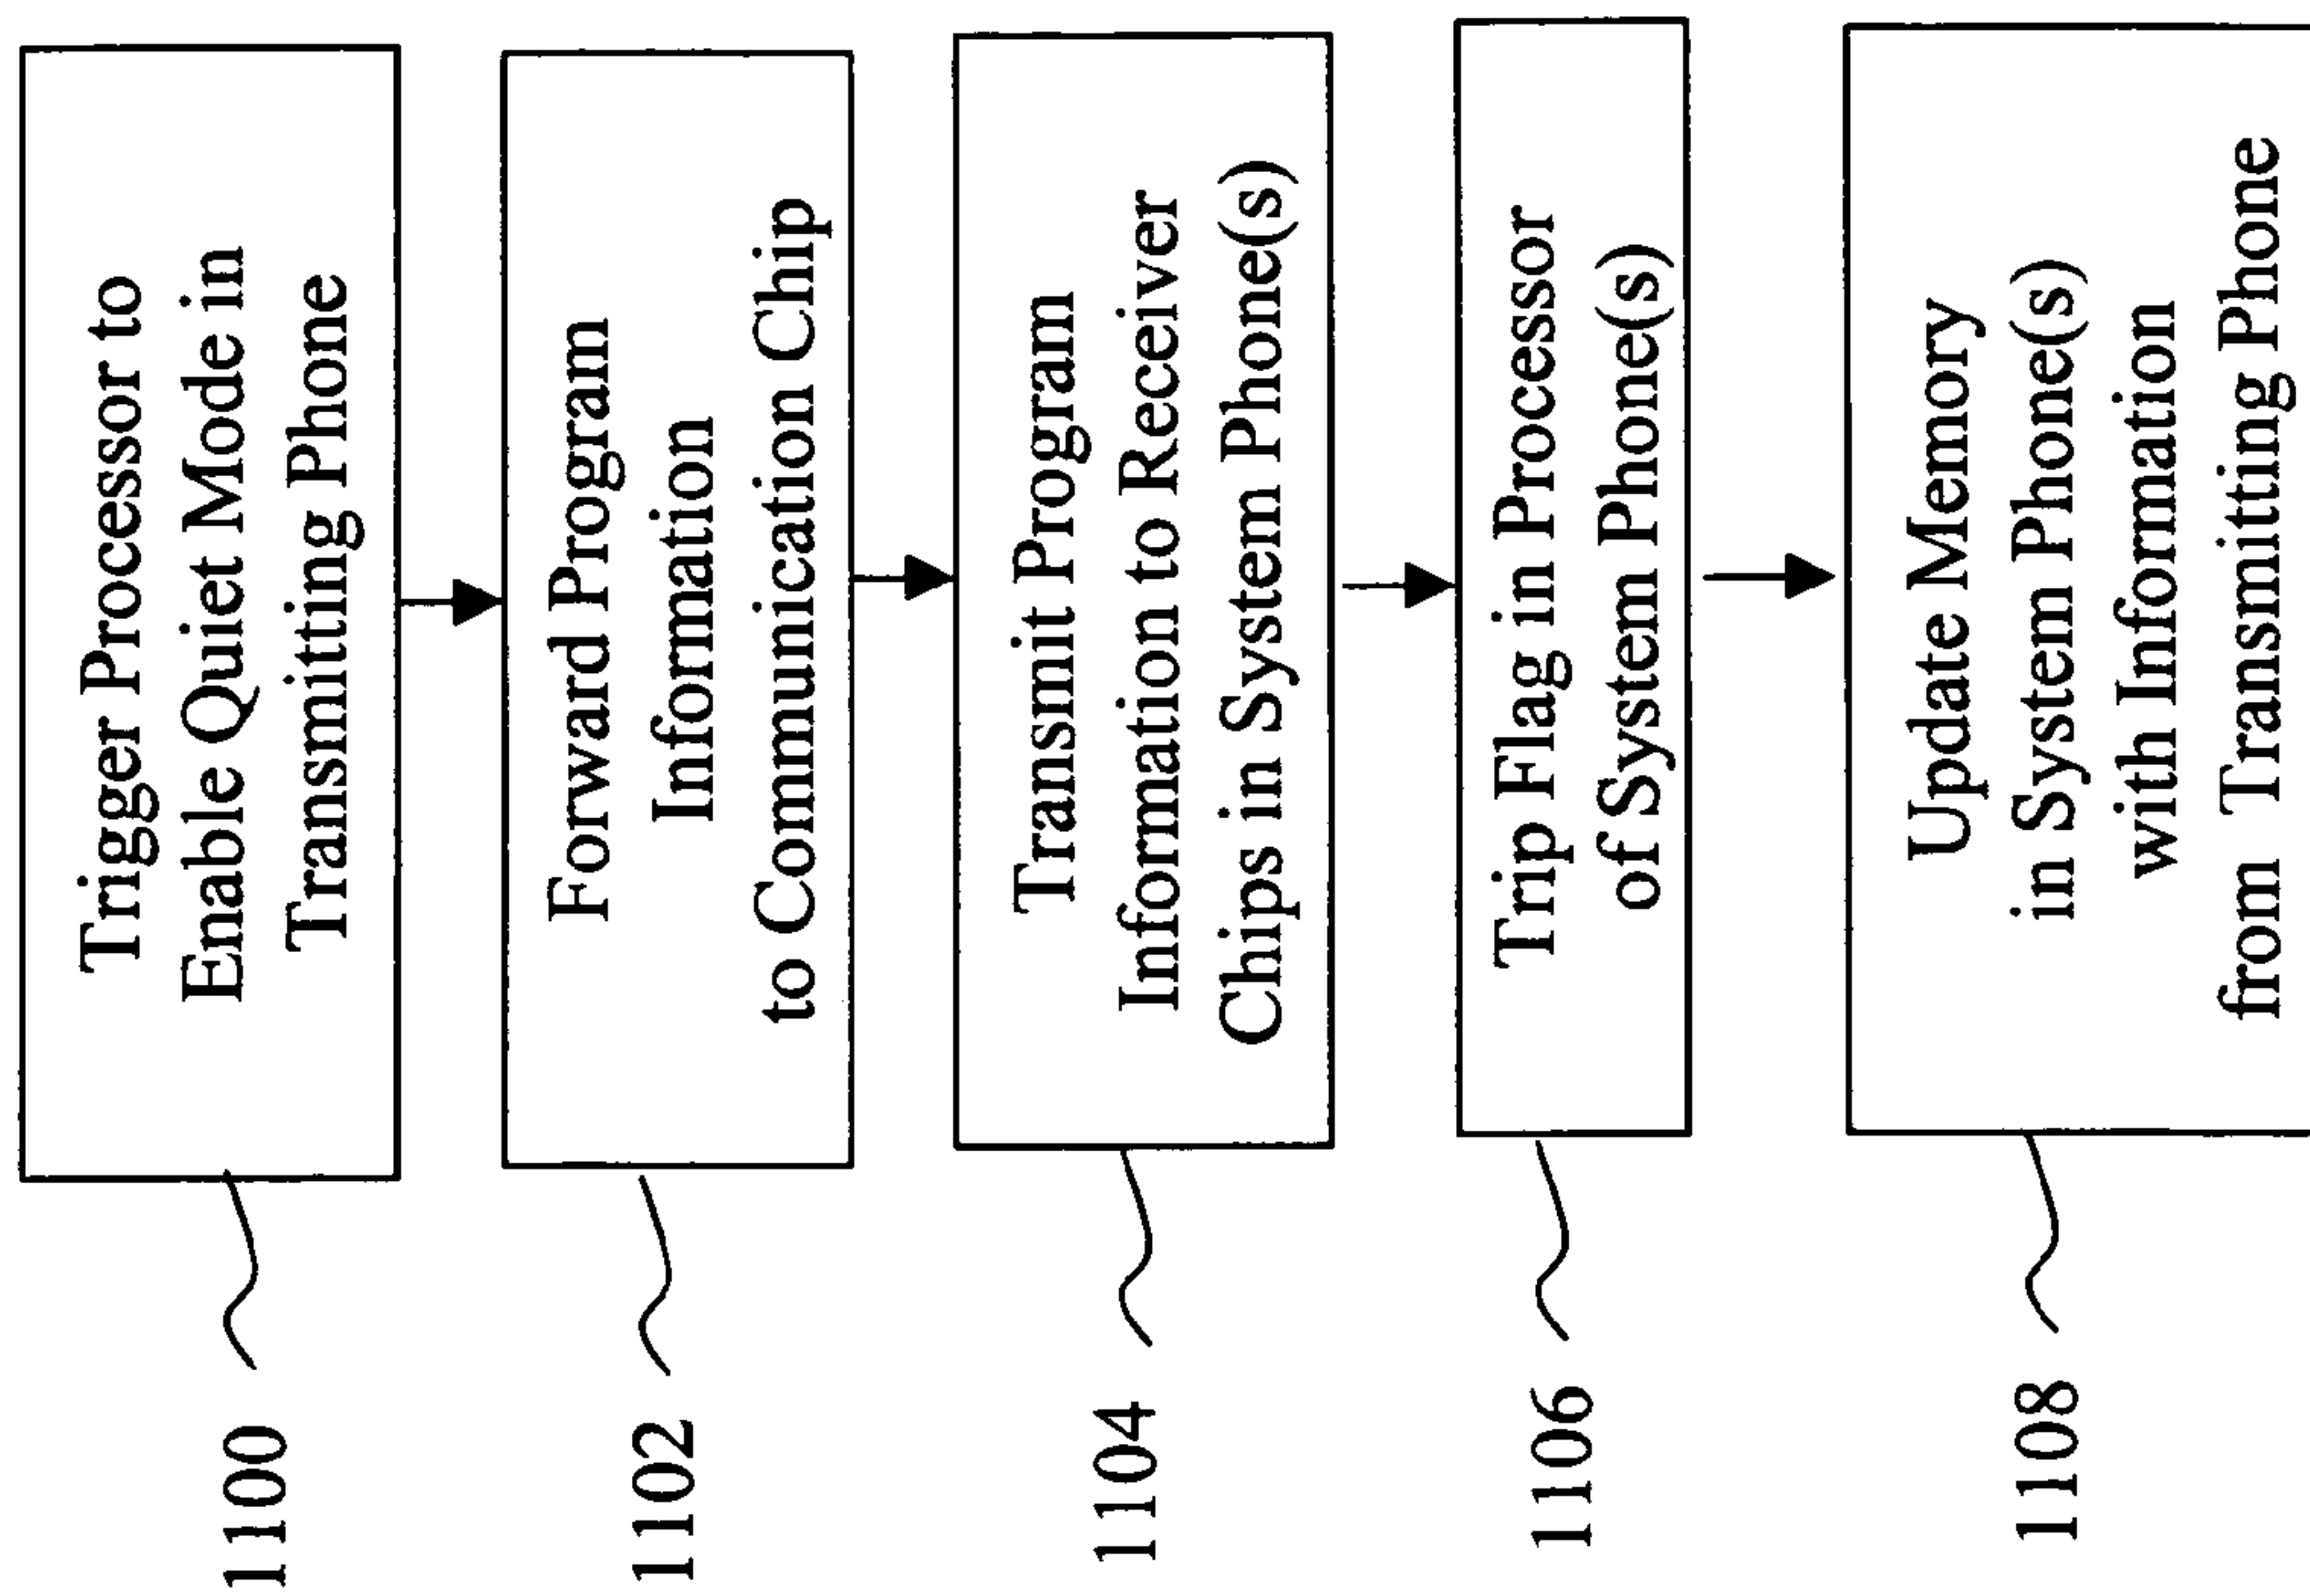 1100
Trigger Processor to
Enable Quiet Mode in
Transmitting Phone
1102
Forward Program
Information
to Communication Chip
1104
Transmit Program
Information to Receiver
Chips in System Phone(s)
1106
Trip Flag in Processor
of System Phone(s)
1108
Update Memory
in System Phone(s)
with Information
from Transmitting Phone